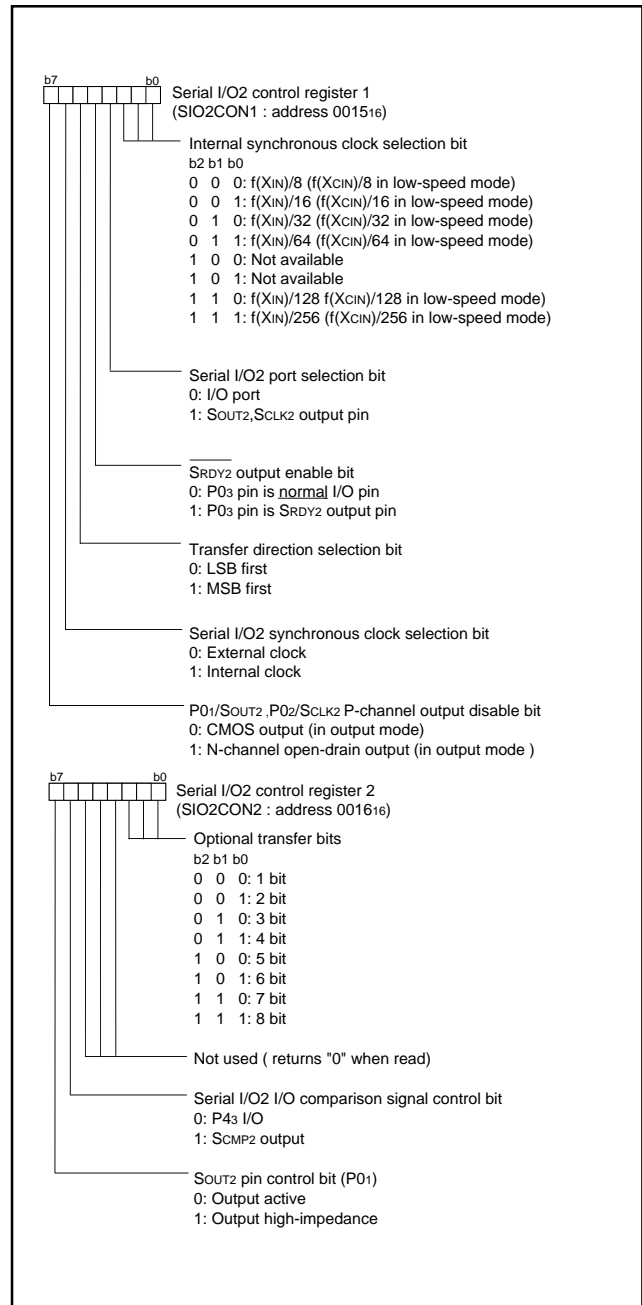 b7 b0
Serial I/O2 control register 1
(SIO2CON1 : address 001516)
Internal synchronous clock selection bit
b2 b1 b0
0 0 0: f(XIN)/8 (f(XCIN)/8 in low-speed mode)
0 0 1: f(XIN)/16 (f(XCIN)/16 in low-speed mode)
0 1 0: f(XIN)/32 (f(XCIN)/32 in low-speed mode)
0 1 1: f(XIN)/64 (f(XCIN)/64 in low-speed mode)
1 0 0: Not available
1 0 1: Not available
1 1 0: f(XIN)/128 f(XCIN)/128 in low-speed mode)
1 1 1: f(XIN)/256 (f(XCIN)/256 in low-speed mode)
Serial I/O2 port selection bit
0: I/O port
1: SOUT2,SCLK2 output pin
SRDY2 output enable bit
0: P03 pin is normal I/O pin
1: P03 pin is SRDY2 output pin
Transfer direction selection bit
0: LSB first
1: MSB first
Serial I/O2 synchronous clock selection bit
0: External clock
1: Internal clock
P01/SOUT2 ,P02/SCLK2 P-channel output disable bit
0: CMOS output (in output mode)
1: N-channel open-drain output (in output mode )
b7 b0
Serial I/O2 control register 2
(SIO2CON2 : address 001616)
Optional transfer bits
b2 b1 b0
0 0 0: 1 bit
0 0 1: 2 bit
0 1 0: 3 bit
0 1 1: 4 bit
1 0 0: 5 bit
1 0 1: 6 bit
1 1 0: 7 bit
1 1 1: 8 bit
Not used ( returns "0" when read)
Serial I/O2 I/O comparison signal control bit
0: P43 I/O
1: SCMP2 output
SOUT2 pin control bit (P01)
0: Output active
1: Output high-impedance